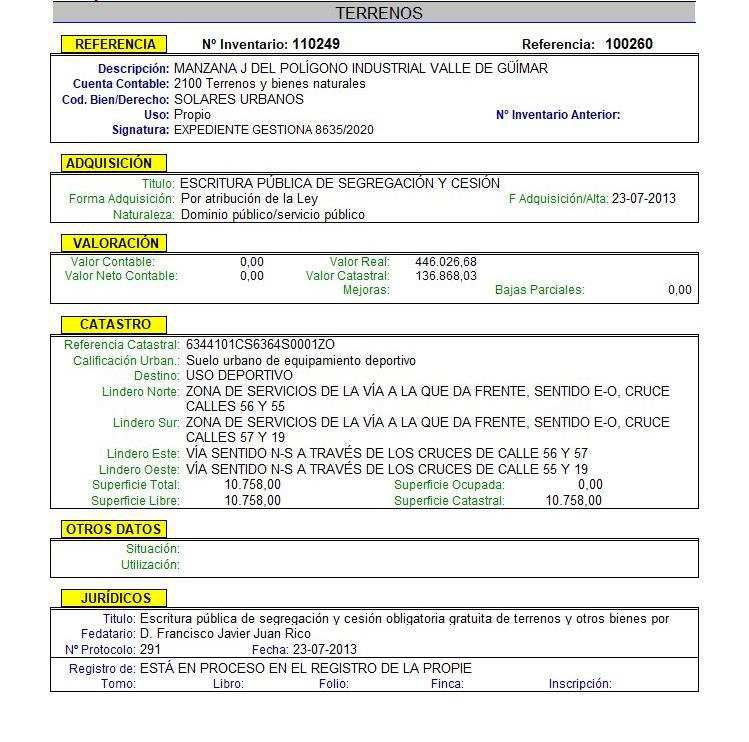 TERRENOS
REFERENCIA Nº Inventario: 110249 Referencia: 100260
Descripción: MANZANA J DEL POLÍGONO INDUSTRIAL VALLE DE GÜÍMAR
Cuenta Contable: 2100 Terrenos y bienes naturales
Cod. Bien/Derecho: SOLARES URBANOS
Uso: Propio Nº Inventario Anterior:
Signatura: EXPEDIENTE GESTIONA 8635/2020
ADQUISICIÓN
Título: ESCRITURA PÚBLICA DE SEGREGACIÓN Y CESIÓN
Forma Adquisición: Por atribución de la Ley F Adquisición/Alta: 23-07-2013
Naturaleza: Dominio público/servicio público
VALORACIÓN
Valor Contable: 0,00 Valor Real: 446.026,68
Valor Neto Contable: 0,00 Valor Catastral: 136.868,03
Mejoras: Bajas Parciales: 0,00
CATASTRO
Referencia Catastral: 6344101CS6364S0001ZO
Calificación Urban.: Suelo urbano de equipamiento deportivo
Destino: USO DEPORTIVO
Lindero Norte: ZONA DE SERVICIOS DE LA VÍA A LA QUE DA FRENTE, SENTIDO E-O, CRUCE
CALLES 56 Y 55
Lindero Sur: ZONA DE SERVICIOS DE LA VÍA A LA QUE DA FRENTE, SENTIDO E-O, CRUCE
CALLES 57 Y 19
Lindero Este: VÍA SENTIDO N-S A TRAVÉS DE LOS CRUCES DE CALLE 56 Y 57
Lindero Oeste: VÍA SENTIDO N-S A TRAVÉS DE LOS CRUCES DE CALLE 55 Y 19
Superficie Total: 10.758,00 Superficie Ocupada: 0,00
Superficie Libre: 10.758,00 Superficie Catastral: 10.758,00
OTROS DATOS
Situación:
Utilización:
JURÍDICOS
Título: Escritura pública de segregación y cesión obligatoria gratuita de terrenos y otros bienes por
Fedatario: D. Francisco Javier Juan Rico
Nº Protocolo: 291 Fecha: 23-07-2013
Registro de: ESTÁ EN PROCESO EN EL REGISTRO DE LA PROPIE
Tomo: Libro: Folio: Finca: Inscripción: